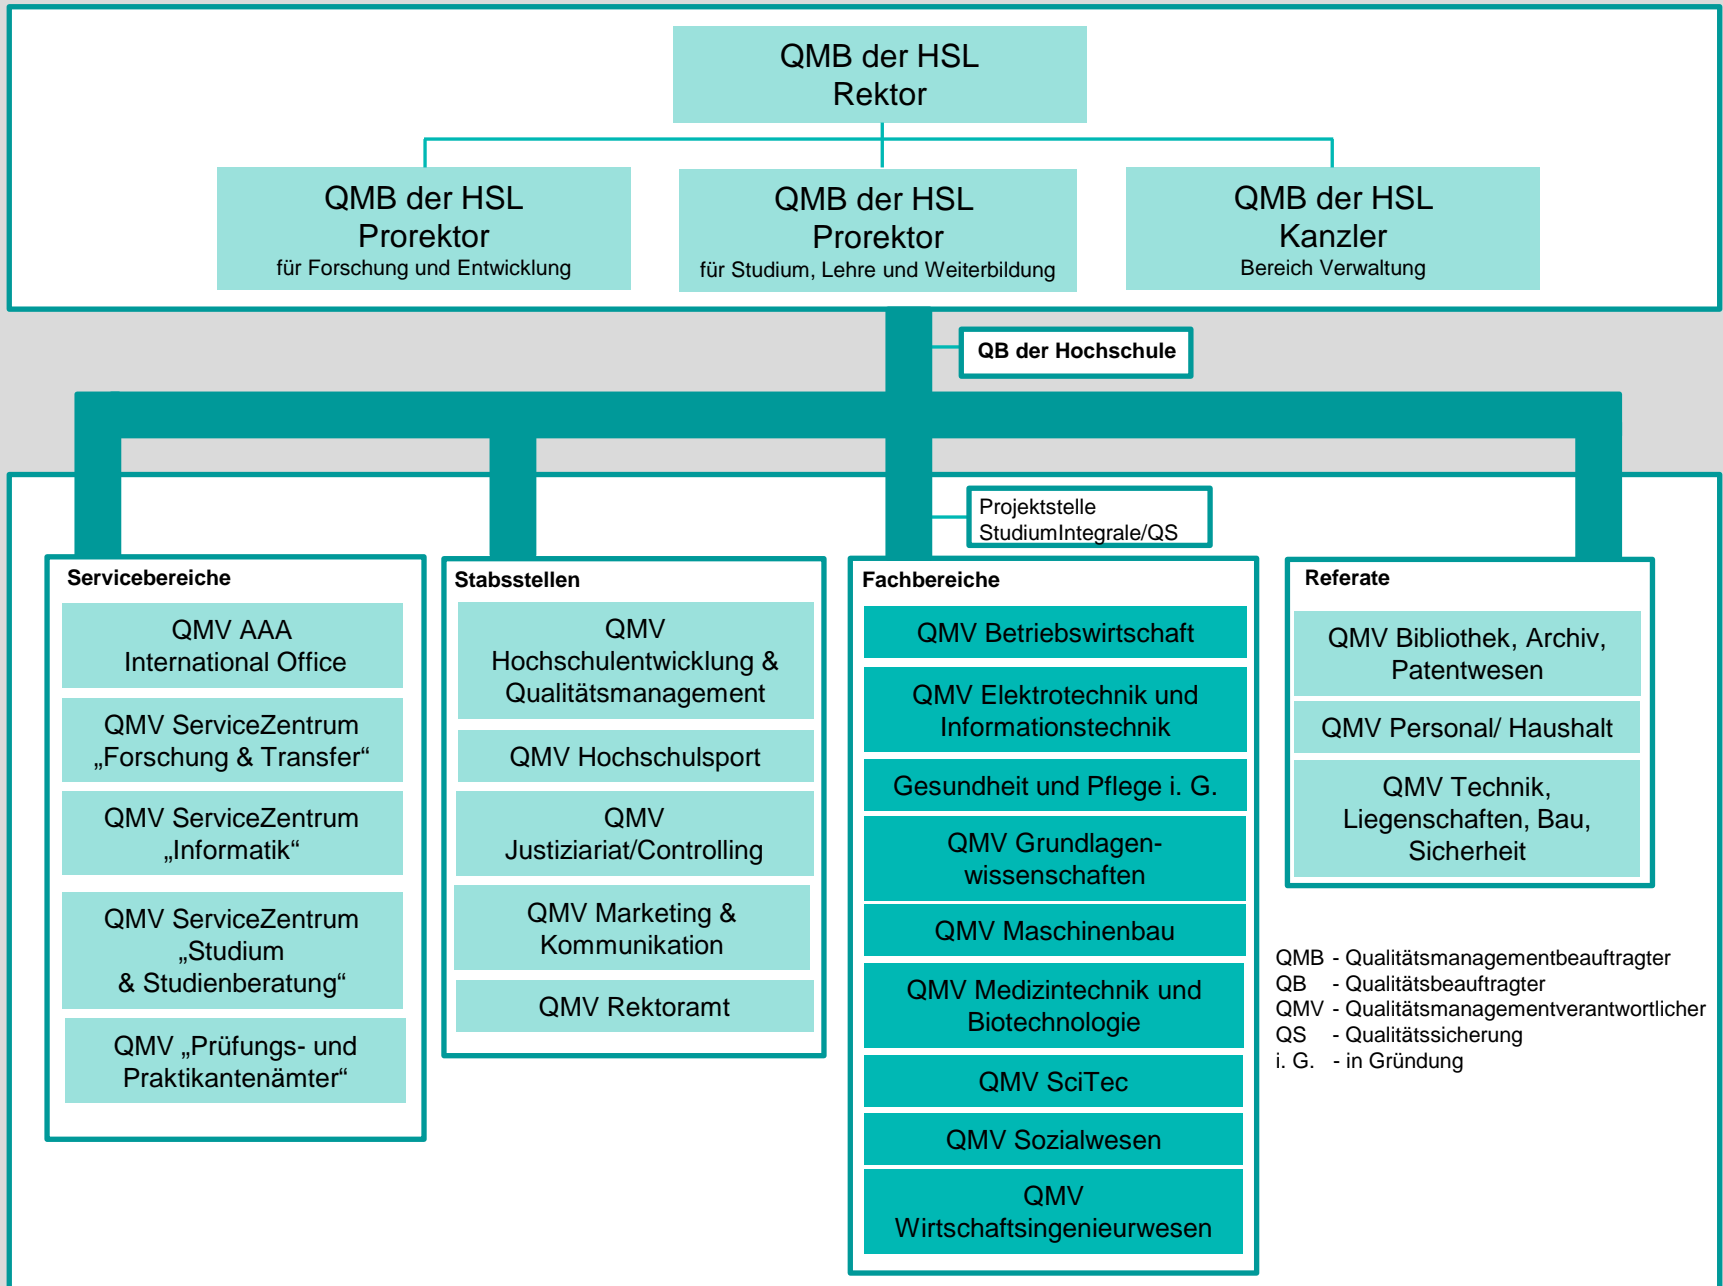 QMB der HSL
Rektor
QMB der HSL
Prorektor
für Forschung und Entwicklung
QMB der HSL
Prorektor
für Studium, Lehre und Weiterbildung
QMB der HSL
Kanzler
Bereich Verwaltung
QB der Hochschule
Projektstelle
StudiumIntegrale/QS
Servicebereiche
QMV AAA
International Office
QMV ServiceZentrum
„Forschung & Transfer“
QMV ServiceZentrum
„Informatik“
QMV ServiceZentrum
„Studium
& Studienberatung“
QMV „Prüfungs- und
Praktikantenämter“
Stabsstellen
QMV
Hochschulentwicklung &
Qualitätsmanagement
QMV Hochschulsport
QMV
Justiziariat/Controlling
QMV Marketing &
Kommunikation
QMV Rektoramt
Fachbereiche
QMV Betriebswirtschaft
QMV Elektrotechnik und
Informationstechnik
Gesundheit und Pflege i. G.
QMV Grundlagen-
wissenschaften
QMV Maschinenbau
QMV Medizintechnik und
Biotechnologie
QMV SciTec
QMV Sozialwesen
QMV
Wirtschaftsingenieurwesen
Referate
QMV Bibliothek, Archiv,
Patentwesen
QMV Personal/ Haushalt
QMV Technik,
Liegenschaften, Bau,
Sicherheit
QMB - Qualitätsmanagementbeauftragter
QB - Qualitätsbeauftragter
QMV - Qualitätsmanagementverantwortlicher
QS - Qualitätssicherung
i. G. - in Gründung